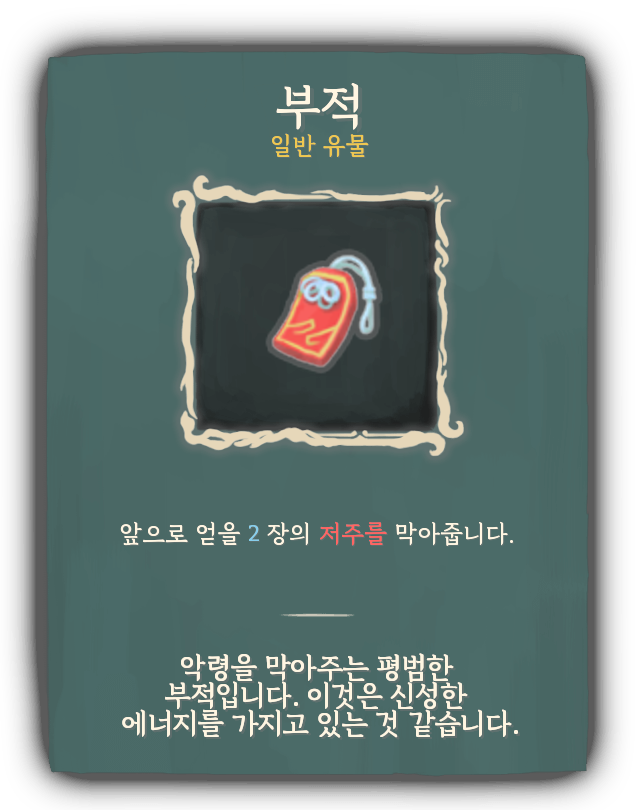 부적
일반 유물
앞으로 얻을 2 장의 저주를 막아줍니다.
악령을 막아주는 평범한
부적입니다. 이것은 신성한
에너지를 가지고 있는 것 같습니다.